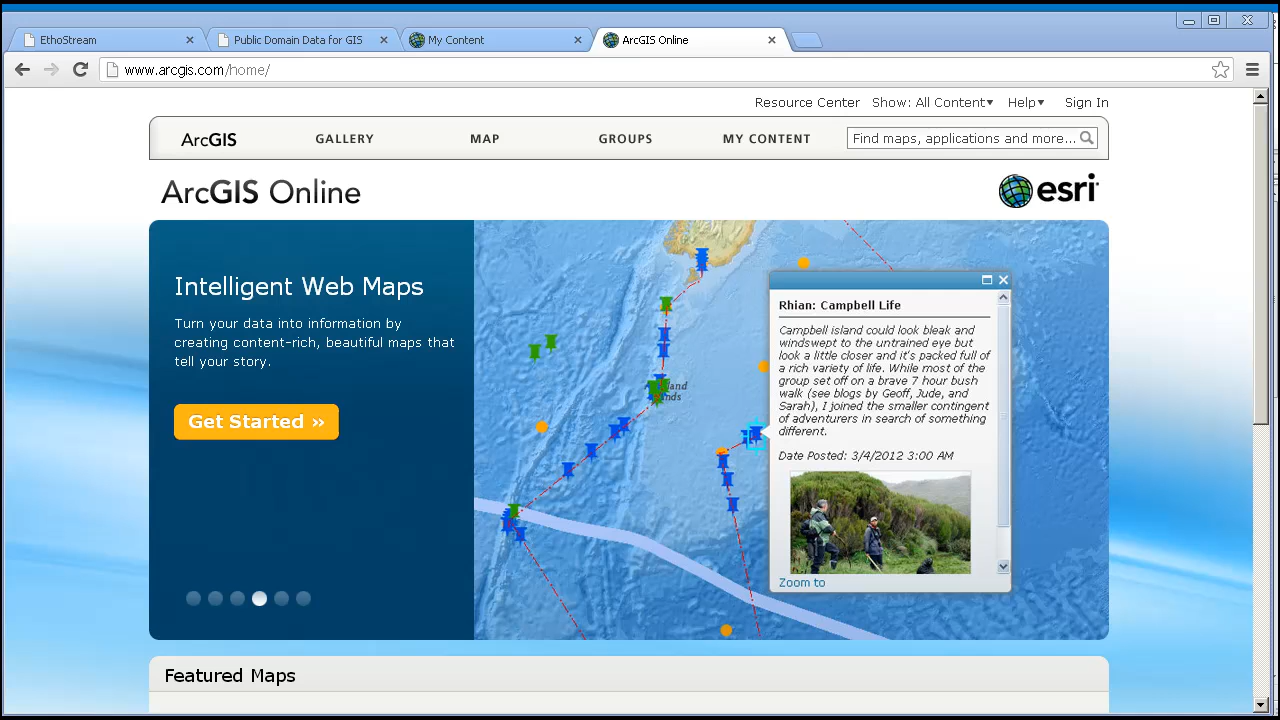 EthoStream
Public Domain Data for GIS
My Content
ArcGIS Online
www.arcgis.com/home/
Resource Center Show: All Content▾ Help▾ Sign In
ArcGIS GALLERY MAP GROUPS MY CONTENT Find maps, applications and more...
ArcGIS Online
esri
Intelligent Web Maps
Turn your data into information by
creating content-rich, beautiful maps that
tell your story.
Get Started »
Rhian: Campbell Life
Campbell island could look bleak and
windswept to the untrained eye but
look a little closer and it's packed full of
a rich variety of life. While most of the
group set off on a brave 7 hour bush
walk (see blogs by Geoff, Jude, and
Sarah), I joined the smaller contingent
of adventurers in search of something
different.
Date Posted: 3/4/2012 3:00 AM
Zoom to
Featured Maps